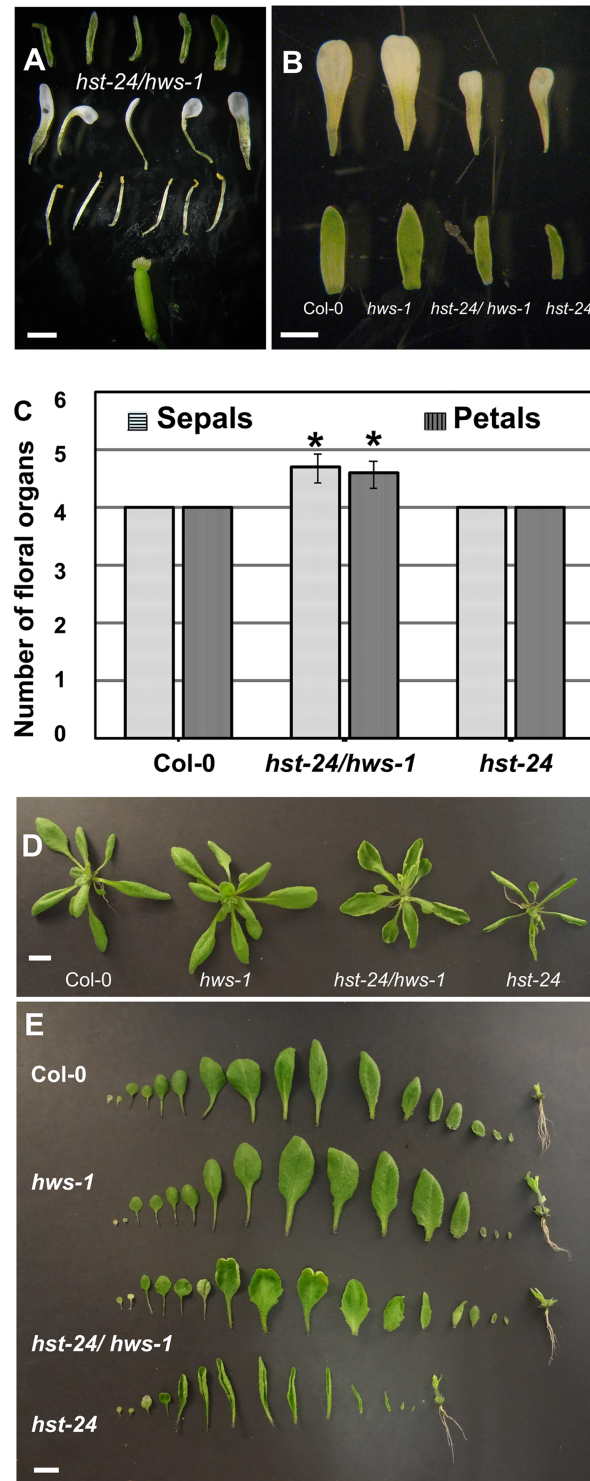 A
hst-24/hws-1
B
Col-0 hws-1 hst-24/ hws-1 hst-24
C
Number of floral organs
6
5
4
3
2
1
0
Sepals
Petals
* *
Col-0 hst-24/hws-1 hst-24
D
Col-0 hws-1 hst-24/hws-1 hst-24
E
Col-0
hws-1
hst-24/ hws-1
hst-24